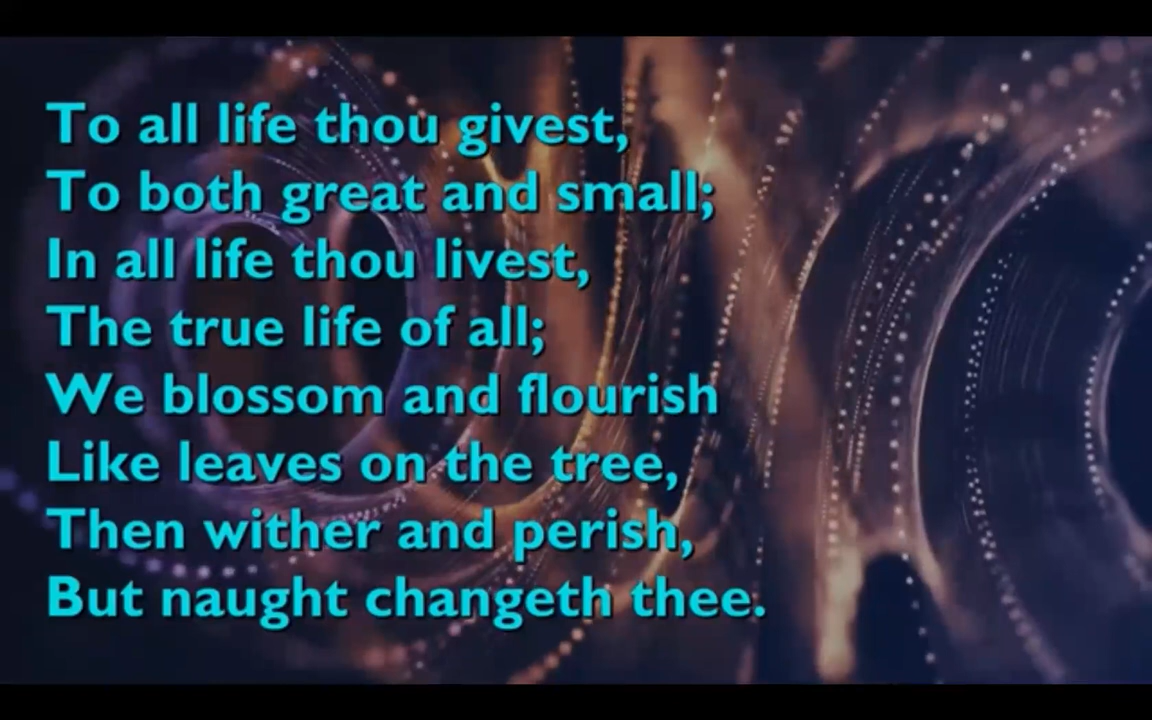 To all life thou givest,
To both great and small;
In all life thou livest,
The true life of all;
We blossom and flourish
Like leaves on the tree,
Then wither and perish,
But naught changeth thee.